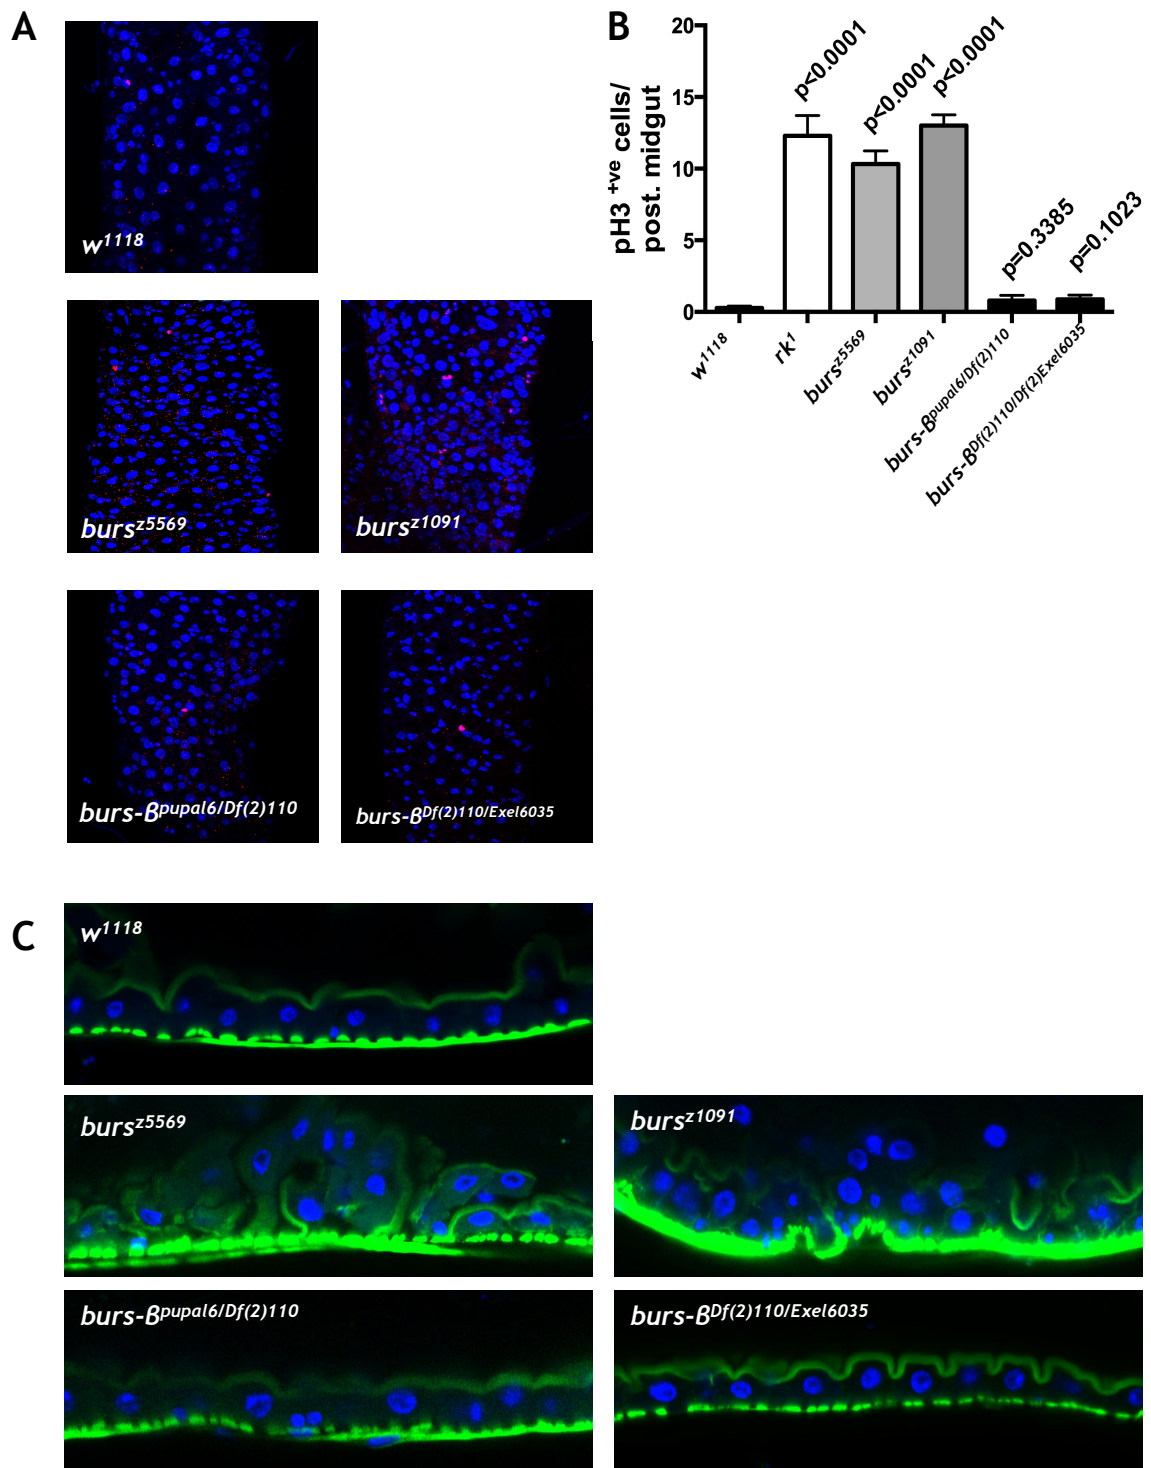 A
w1118
bursz5569
bursz1091
burs-Bpupal6/Df(2)110
burs-BDf(2)110/Exel6035
B
pH3 +ve cells/
post. midgut
20
15
10
5
0
p<0.0001
p<0.0001
p<0.0001
p=0.3385
p=0.1023
w1118
rk1
bursz5569
bursz1091
burs-Bpupal6/Df(2)110
burs-BDf(2)110/Df(2)Exel6035
C
w1118
bursz5569
bursz1091
burs-Bpupal6/Df(2)110
burs-BDf(2)110/Exel6035